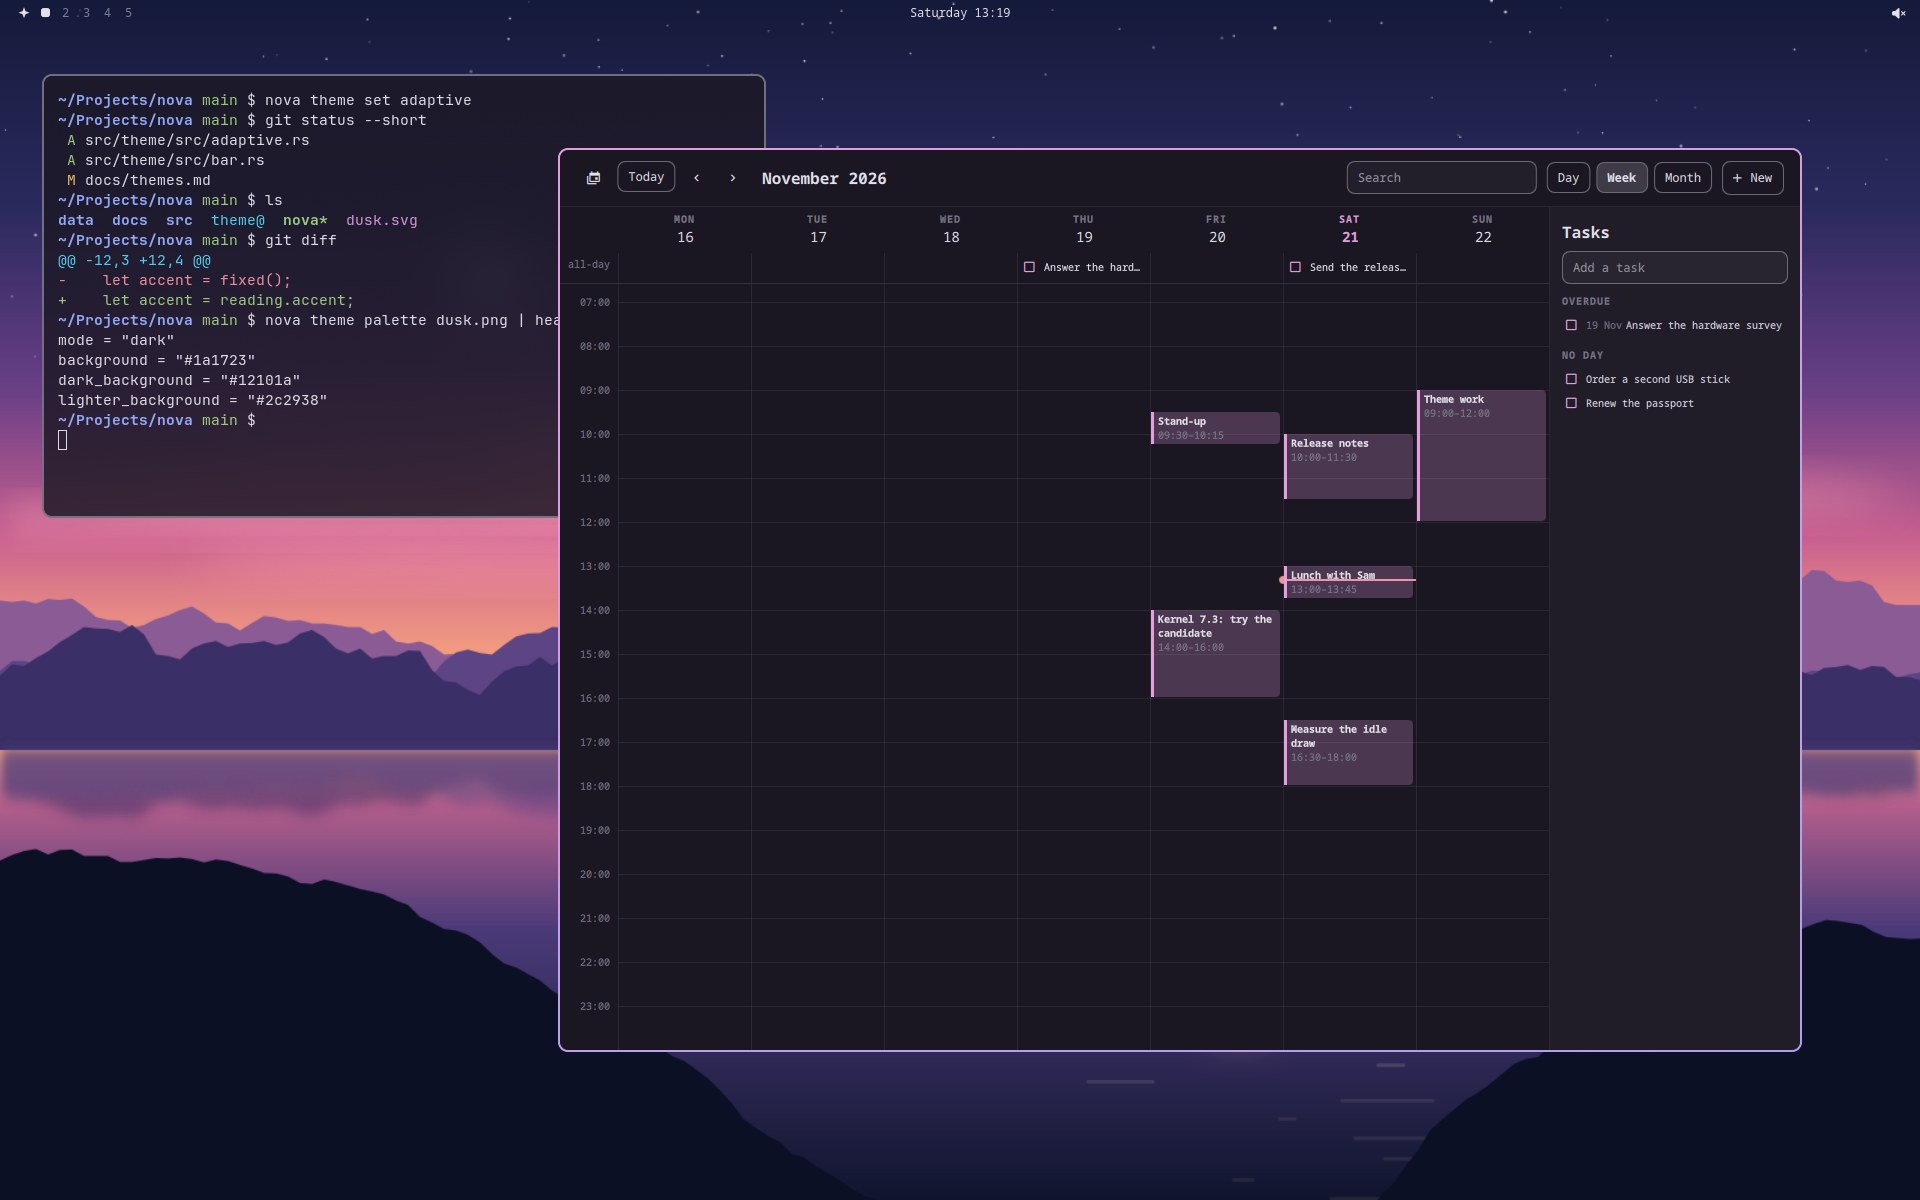 2 3 4 5
Saturday 13:19
~/Projects/nova main $ nova theme set adaptive
~/Projects/nova main $ git status --short
A src/theme/src/adaptive.rs
A src/theme/src/bar.rs
M docs/themes.md
~/Projects/nova main $ ls
data docs src theme@ nova* dusk.svg
~/Projects/nova main $ git diff
@@ -12,3 +12,4 @@
- let accent = fixed();
+ let accent = reading.accent;
~/Projects/nova main $ nova theme palette dusk.png | hea
mode = "dark"
background = "#1a1723"
dark_background = "#12101a"
lighter_background = "#2c2938"
~/Projects/nova main $
Today ‹ › November 2026
Search
Day Week Month + New
MON TUE WED THU FRI SAT SUN
16 17 18 19 20 21 22
all-day
Answer the hard…
Send the releas…
07:00
08:00
09:00
10:00
11:00
12:00
13:00
14:00
15:00
16:00
17:00
18:00
19:00
20:00
21:00
22:00
23:00
Stand-up
09:30–10:15
Kernel 7.3: try the
candidate
14:00–16:00
Release notes
10:00–11:30
Lunch with Sam
13:00–13:45
Measure the idle
draw
16:30–18:00
Theme work
09:00–12:00
Tasks
Add a task
OVERDUE
19 Nov Answer the hardware survey
NO DAY
Order a second USB stick
Renew the passport